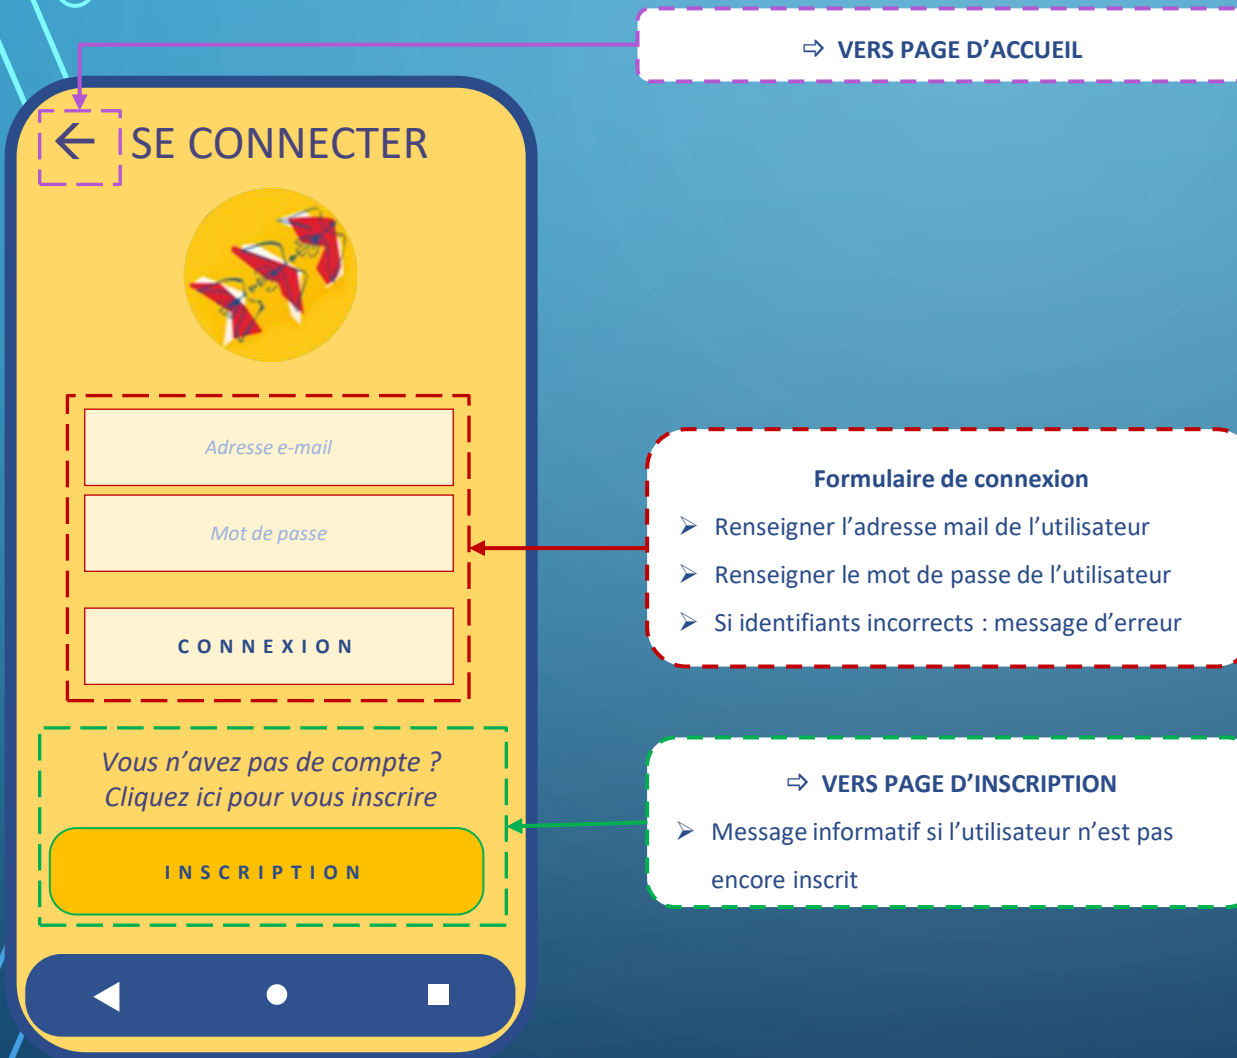 ⇨ VERS PAGE D’ACCUEIL
← SE CONNECTER
Adresse e-mail
Mot de passe
CONNEXION
Formulaire de connexion
➢ Renseigner l’adresse mail de l’utilisateur
➢ Renseigner le mot de passe de l’utilisateur
➢ Si identifiants incorrects : message d’erreur
Vous n’avez pas de compte ?
Cliquez ici pour vous inscrire
INSCRIPTION
⇨ VERS PAGE D’INSCRIPTION
➢ Message informatif si l’utilisateur n’est pas
encore inscrit